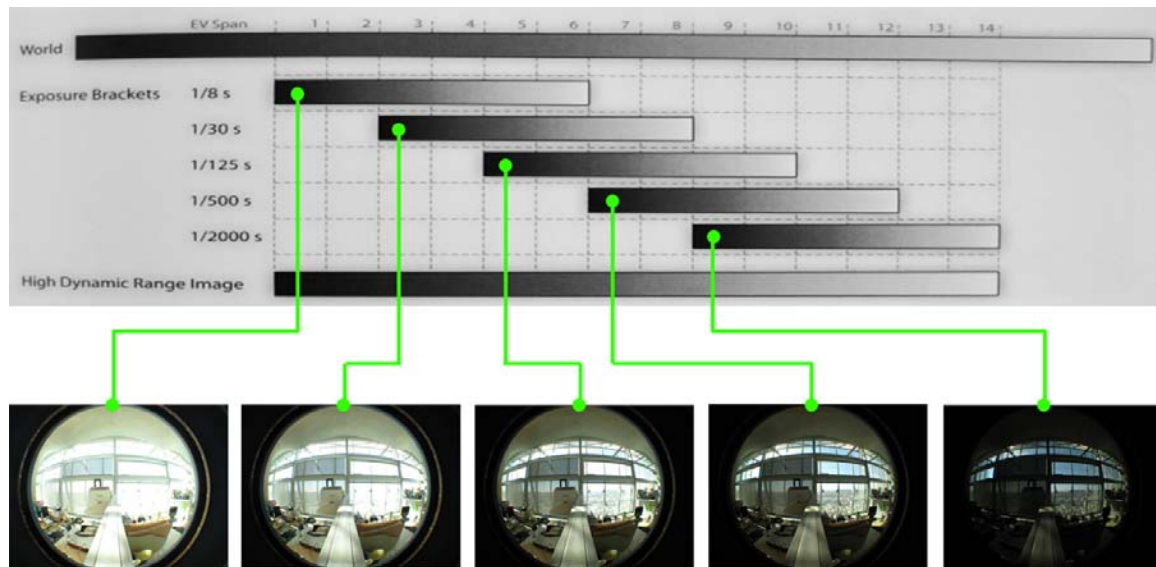 EV Span 1 2 3 4 5 6 7 8 9 10 11 12 13 14
World
Exposure Brackets 1/8 s
1/30 s
1/125 s
1/500 s
1/2000 s
High Dynamic Range Image